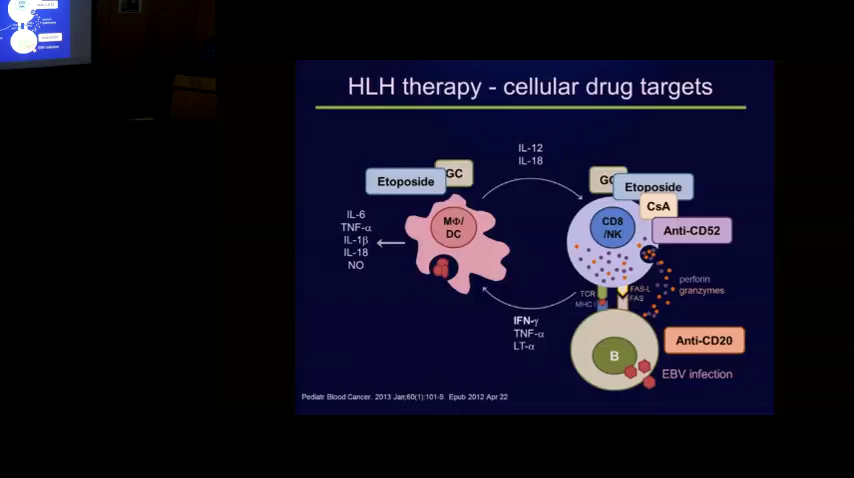 HLH therapy - cellular drug targets
IL-12
IL-18
Etoposide
GC
GC
Etoposide
CsA
Anti-CD52
IL-6
TNF-α
IL-1β
IL-18
NO
MΦ/
DC
CD8
/NK
perforin
granzymes
TCR
MHC I
FAS-L
FAS
IFN-γ
TNF-α
LT-α
B
Anti-CD20
EBV infection
Pediatr Blood Cancer. 2013 Jan;60(1):101-9. Epub 2012 Apr 22
EBV infection